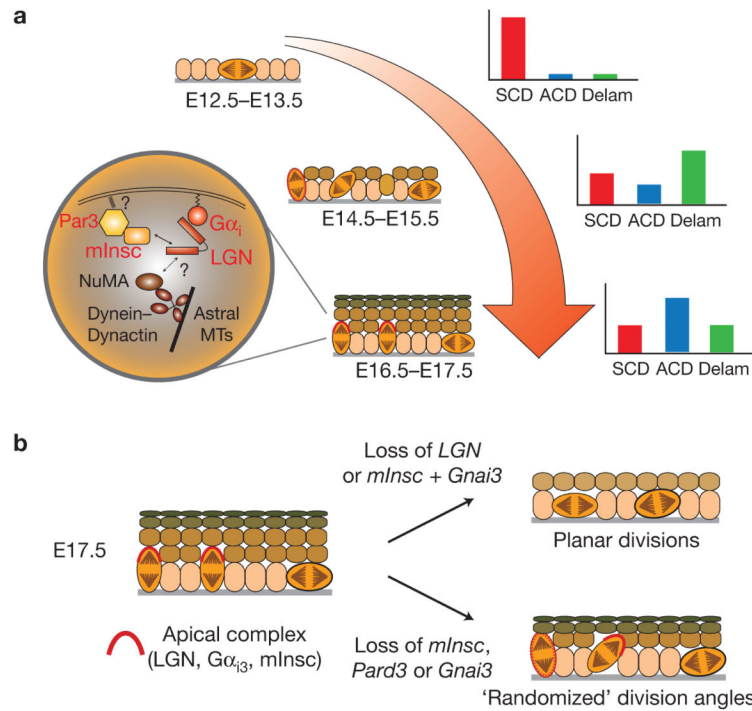 a
E12.5–E13.5
SCD ACD Delam
E14.5–E15.5
SCD ACD Delam
?
Par3
Gαi
mInsc
LGN
?
NuMA
Dynein–
Dynactin
Astral
MTs
E16.5–E17.5
SCD ACD Delam
b
E17.5
Loss of LGN
or mInsc + Gnai3
Planar divisions
Apical complex
(LGN, Gαi3, mInsc)
Loss of mInsc,
Pard3 or Gnai3
‘Randomized’ division angles